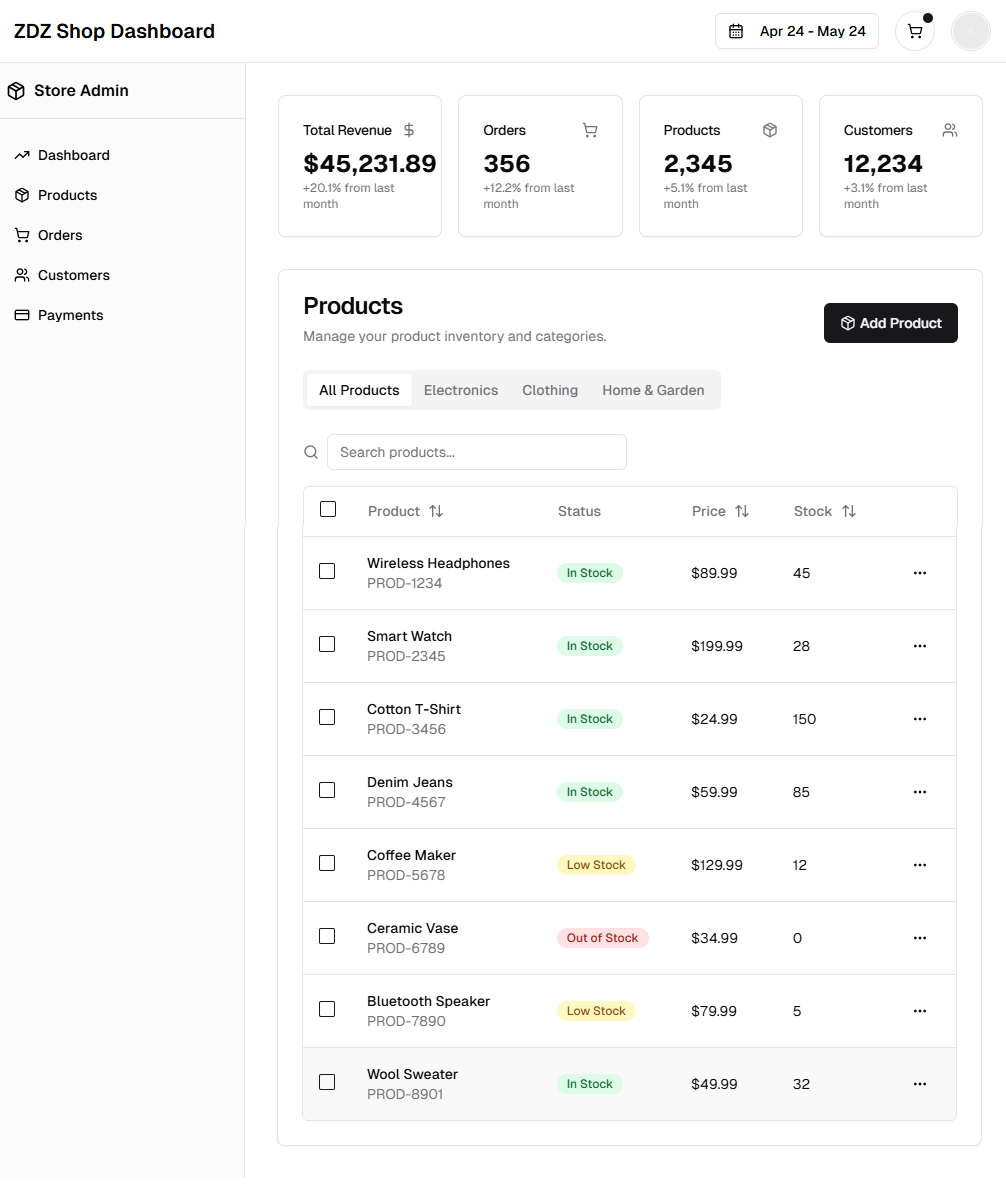 ZDZ Shop Dashboard
Apr 24 - May 24
Store Admin
Dashboard
Products
Orders
Customers
Payments
Total Revenue
$45,231.89
+20.1% from last
month
Orders
356
+12.2% from last
month
Products
2,345
+5.1% from last
month
Customers
12,234
+3.1% from last
month
Products
Manage your product inventory and categories.
Add Product
All Products Electronics Clothing Home & Garden
Search products...
Product Status Price Stock
Wireless Headphones
PROD-1234
In Stock $89.99 45
Smart Watch
PROD-2345
In Stock $199.99 28
Cotton T-Shirt
PROD-3456
In Stock $24.99 150
Denim Jeans
PROD-4567
In Stock $59.99 85
Coffee Maker
PROD-5678
Low Stock $129.99 12
Ceramic Vase
PROD-6789
Out of Stock $34.99 0
Bluetooth Speaker
PROD-7890
Low Stock $79.99 5
Wool Sweater
PROD-8901
In Stock $49.99 32